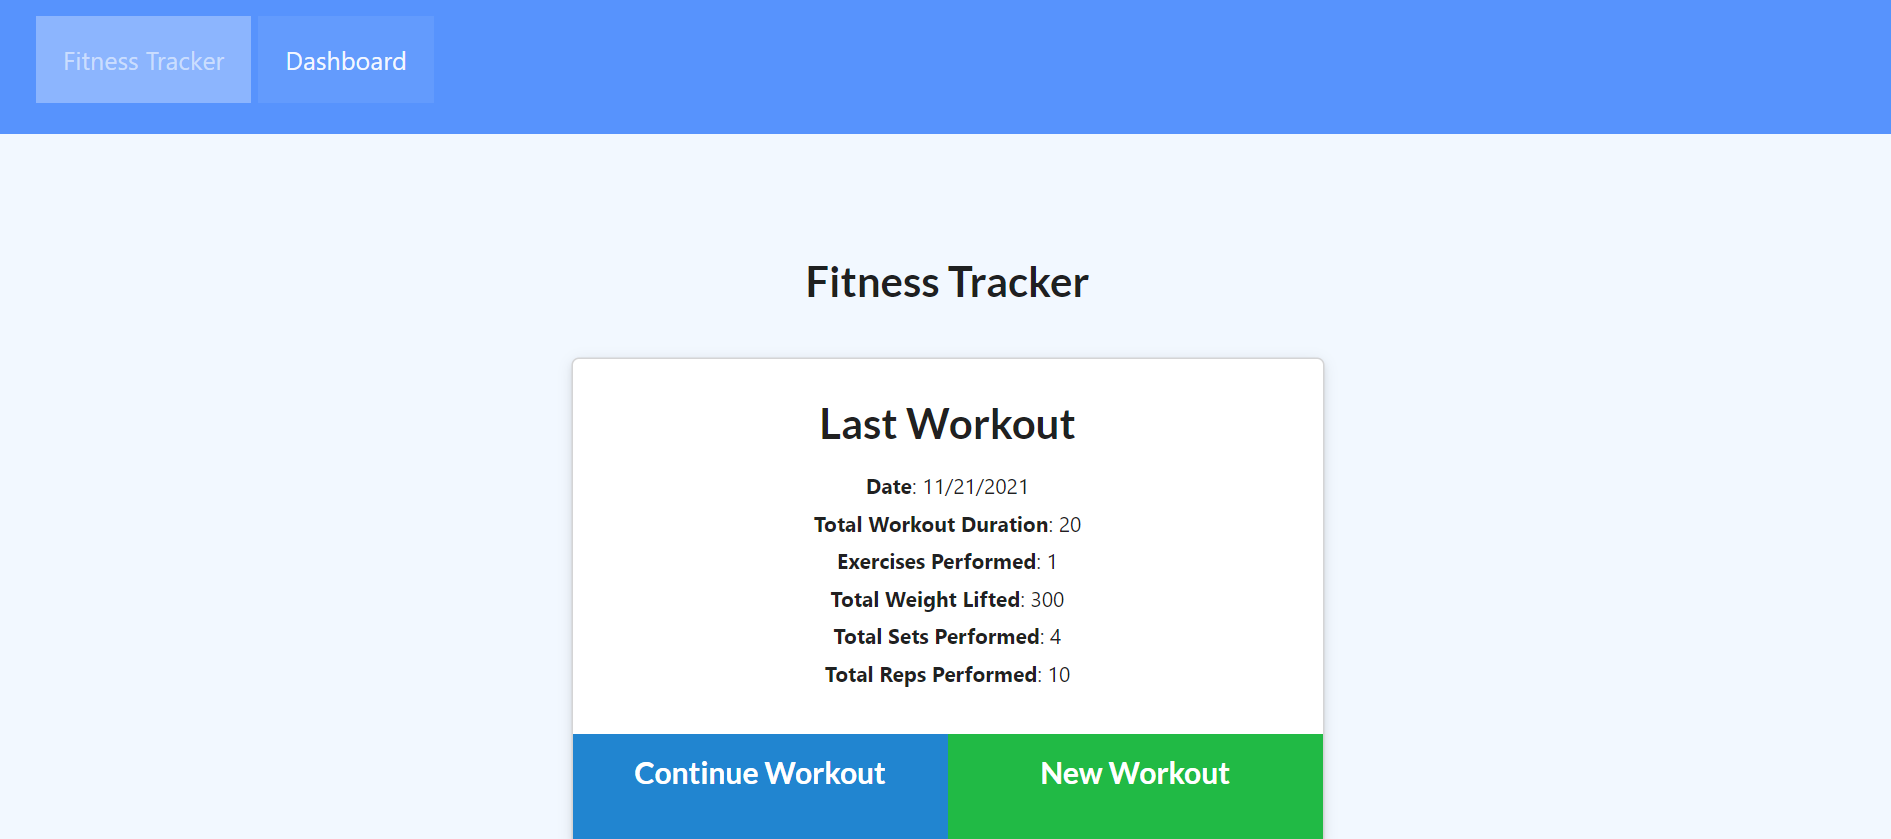 Fitness Tracker Dashboard
Fitness Tracker
Last Workout
Date: 11/21/2021
Total Workout Duration: 20
Exercises Performed: 1
Total Weight Lifted: 300
Total Sets Performed: 4
Total Reps Performed: 10
Continue Workout New Workout